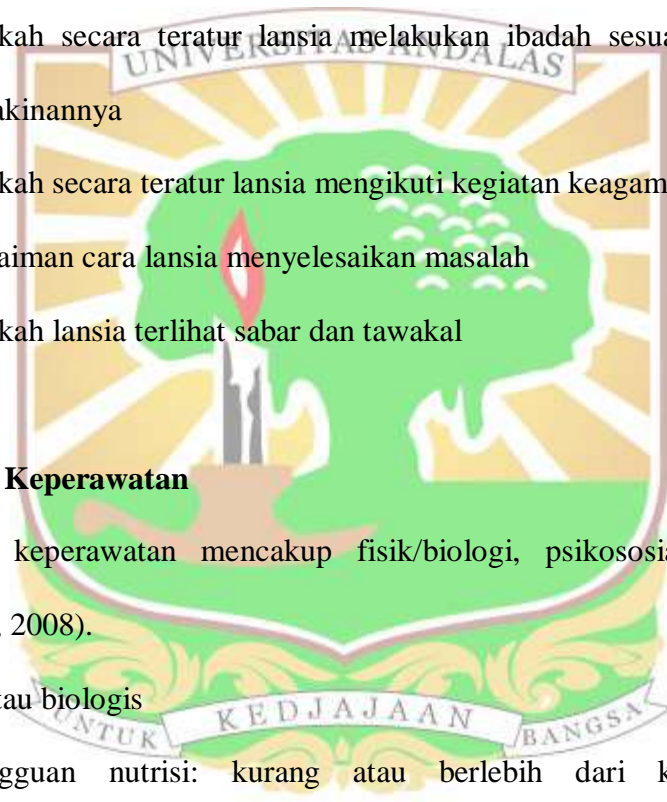 kah secara teratur lansia melakukan ibadah sesua
UNIVERSITAS ANDALAS
akinannya
kah secara teratur lansia mengikuti kegiatan keagam
aiman cara lansia menyelesaikan masalah
kah lansia terlihat sabar dan tawakal
Keperawatan
keperawatan mencakup fisik/biologi, psikososia
, 2008).
tau biologis
UNTUK KEDJAJAAN BANGSA
gguan nutrisi: kurang atau berlebih dari k